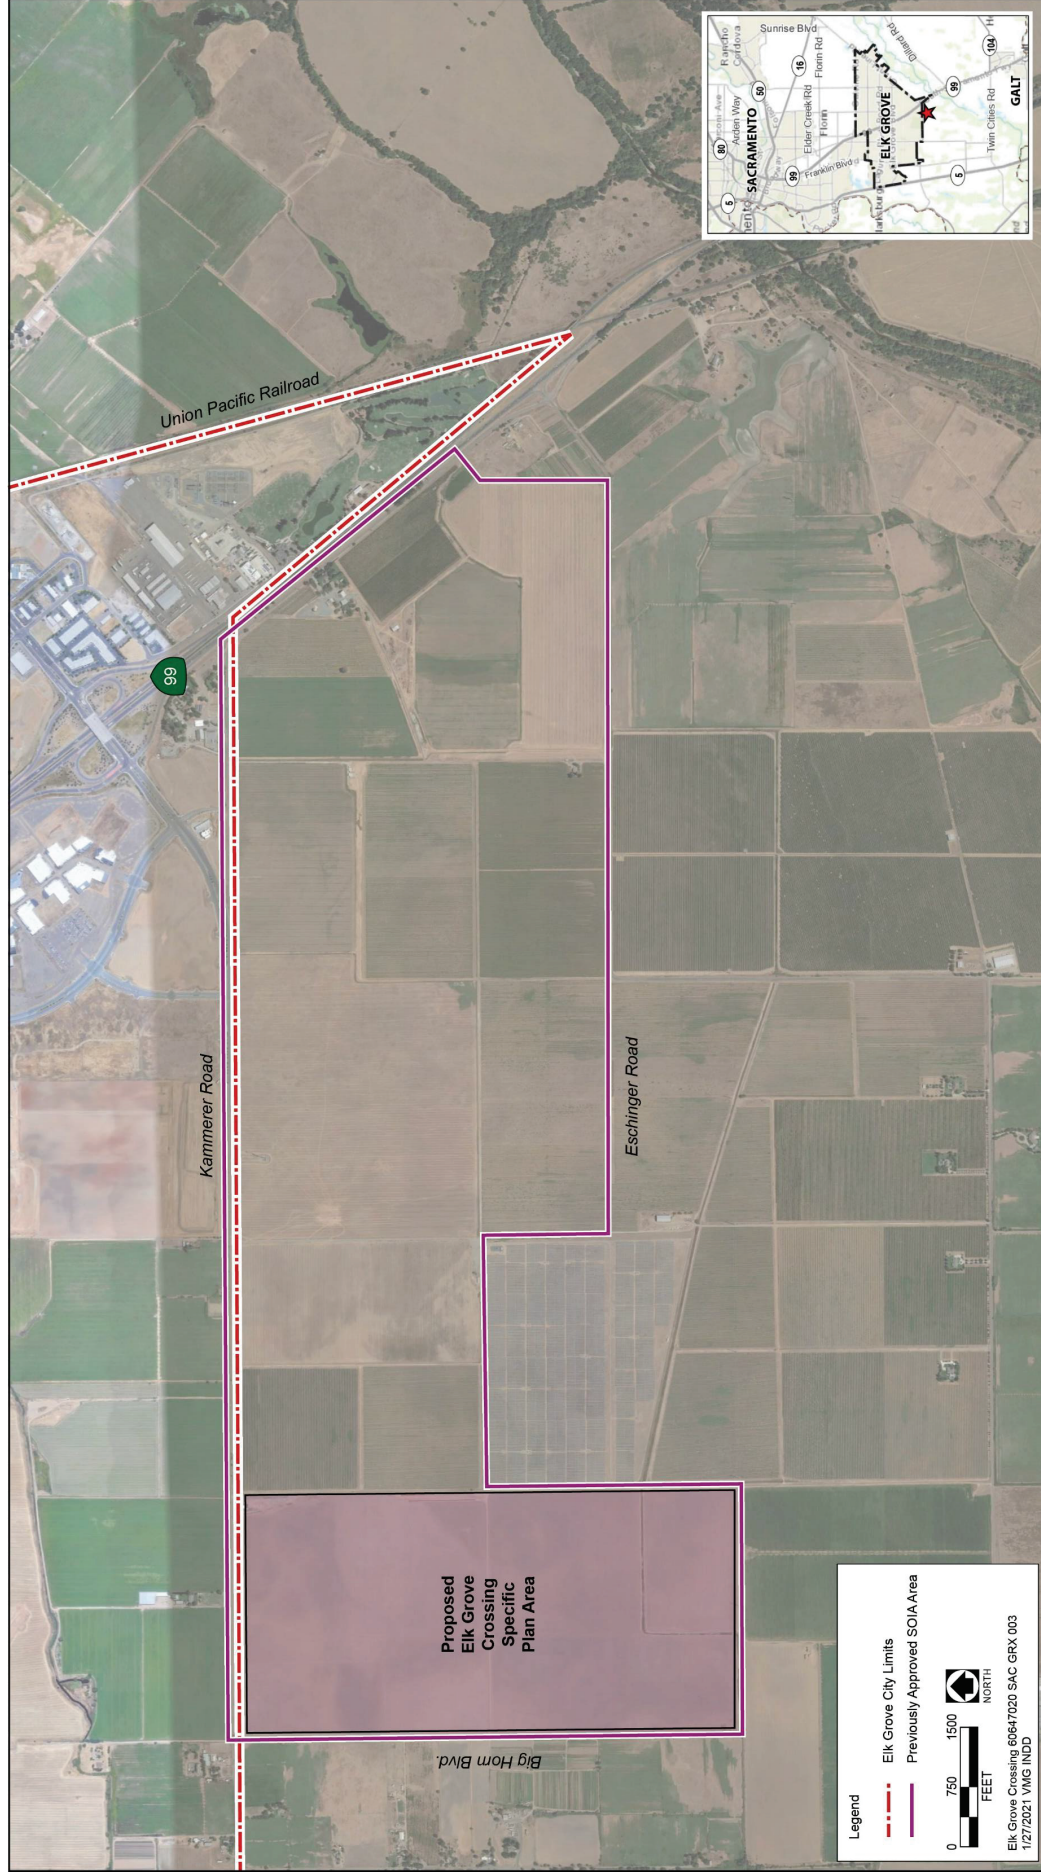 Union Pacific Railroad
99
Kammerer Road
Eschinger Road
Big Horn Blvd.
Proposed
Elk Grove
Crossing
Specific
Plan Area
Legend
Elk Grove City Limits
Previously Approved SOIA Area
0 750 1500
FEET
NORTH
Elk Grove Crossing 60647020 SAC GRX 003
1/27/2021 VMG INDD
Sunrise Blvd
Rancho
Cordova
Dillard Rd
104
16
Florin Rd
50
Arden Way
80
Elder Creek Rd
Florin
SACRAMENTO
5
99
Franklin Blvd
ELK GROVE
99
Twin Cities Rd
GALT
5